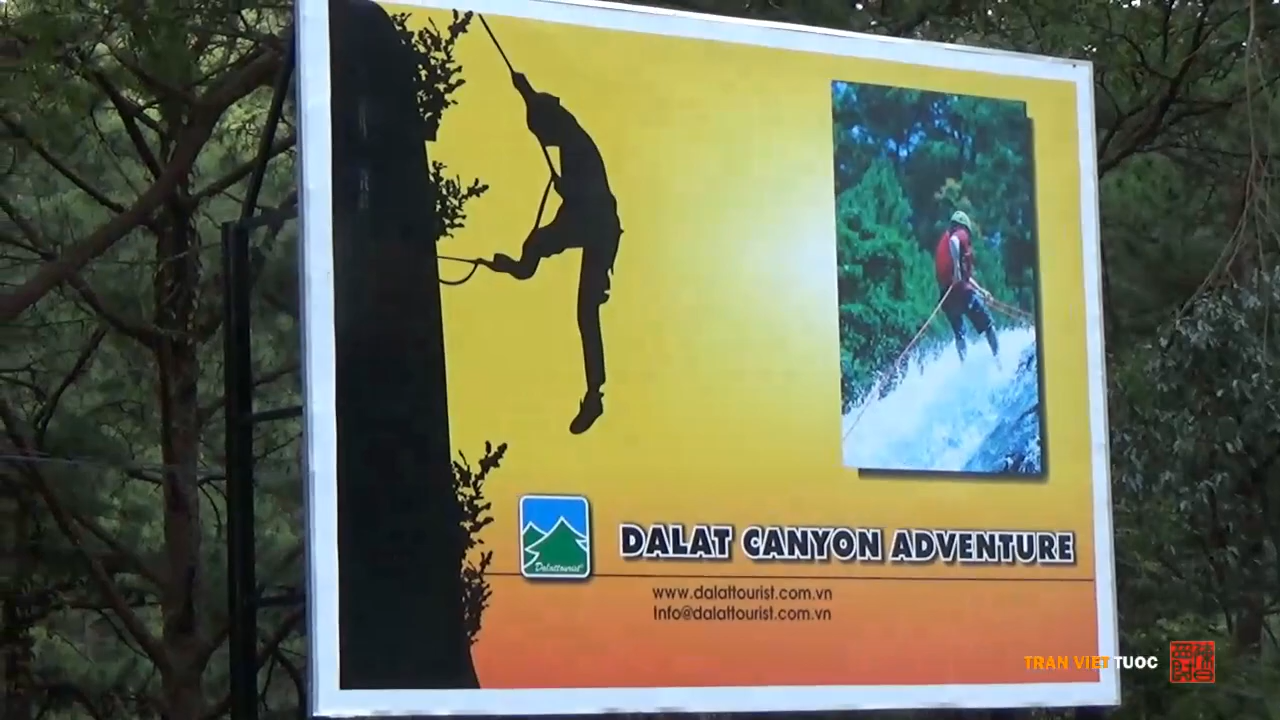 Dalattourist
DALAT CANYON ADVENTURE
www.dalattourist.com.vn
Info@dalattourist.com.vn
TRAN VIET TUOC